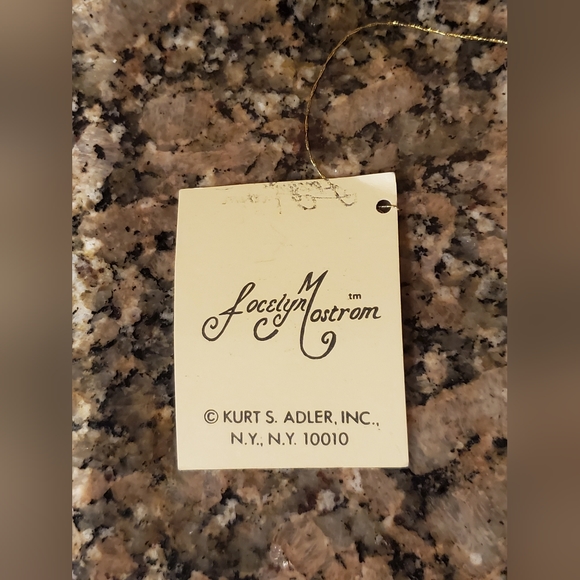 Jocelyn Mostrom™
© KURT S. ADLER, INC.,
N.Y., N.Y. 10010